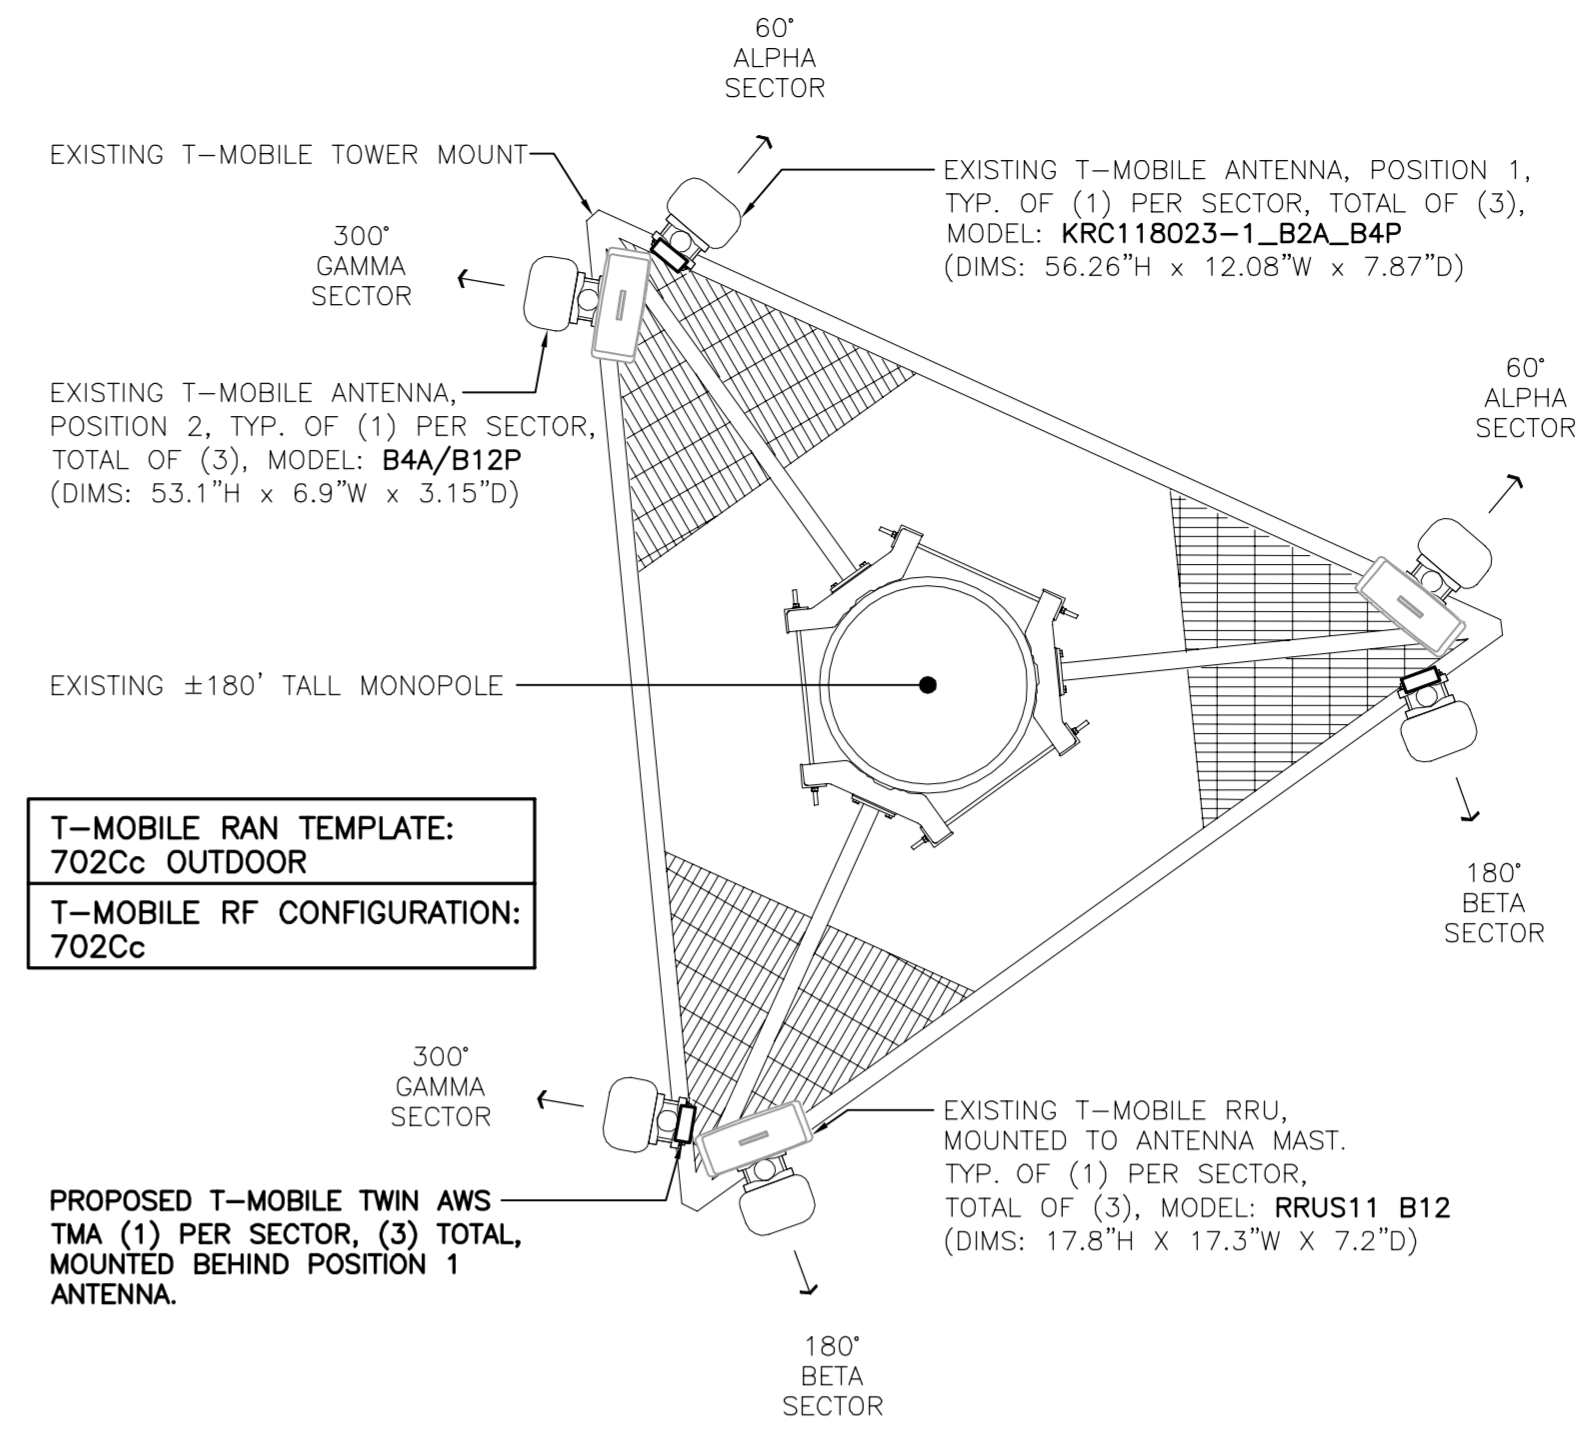 60°
ALPHA
SECTOR
EXISTING T-MOBILE TOWER MOUNT
EXISTING T-MOBILE ANTENNA, POSITION 1,
TYP. OF (1) PER SECTOR, TOTAL OF (3),
MODEL: KRC118023-1_B2A_B4P
(DIMS: 56.26"H x 12.08"W x 7.87"D)
300°
GAMMA
SECTOR
EXISTING T-MOBILE ANTENNA,
POSITION 2, TYP. OF (1) PER SECTOR,
TOTAL OF (3), MODEL: B4A/B12P
(DIMS: 53.1"H x 6.9"W x 3.15"D)
60°
ALPHA
SECTOR
EXISTING ±180' TALL MONOPOLE
T-MOBILE RAN TEMPLATE:
702Cc OUTDOOR
T-MOBILE RF CONFIGURATION:
702Cc
180°
BETA
SECTOR
300°
GAMMA
SECTOR
EXISTING T-MOBILE RRU,
MOUNTED TO ANTENNA MAST.
TYP. OF (1) PER SECTOR,
TOTAL OF (3), MODEL: RRUS11 B12
(DIMS: 17.8"H X 17.3"W X 7.2"D)
PROPOSED T-MOBILE TWIN AWS
TMA (1) PER SECTOR, (3) TOTAL,
MOUNTED BEHIND POSITION 1
ANTENNA.
180°
BETA
SECTOR